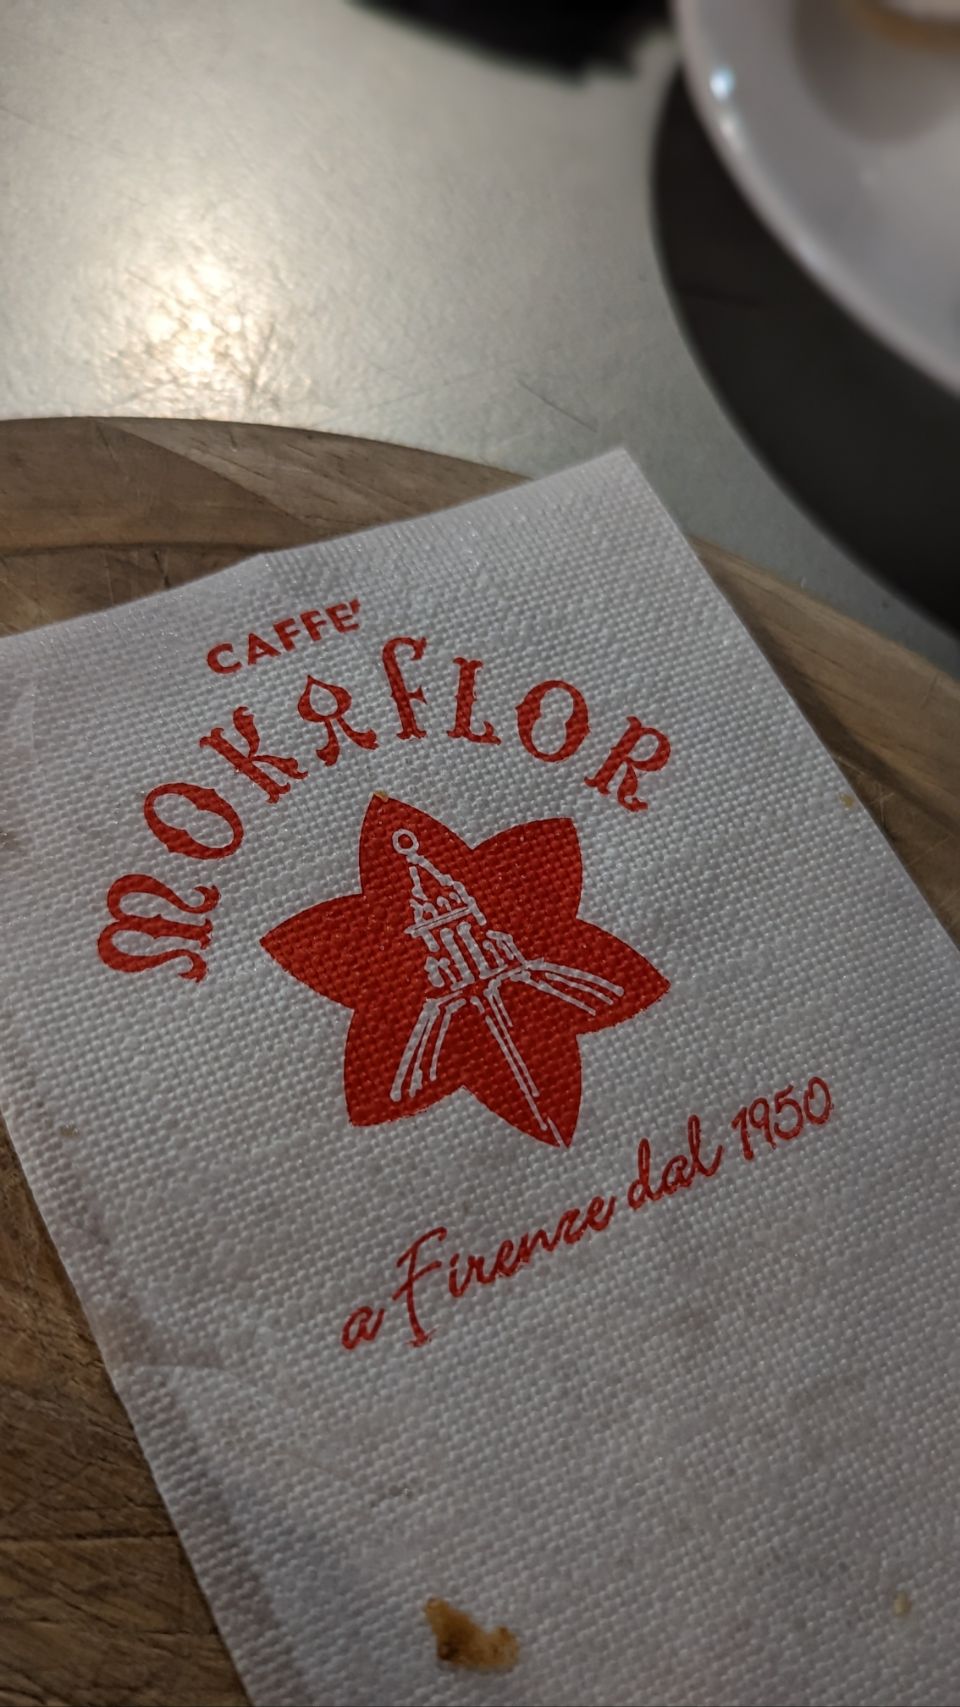 CAFFE'
MOKAFLOR
a Firenze dal 1950